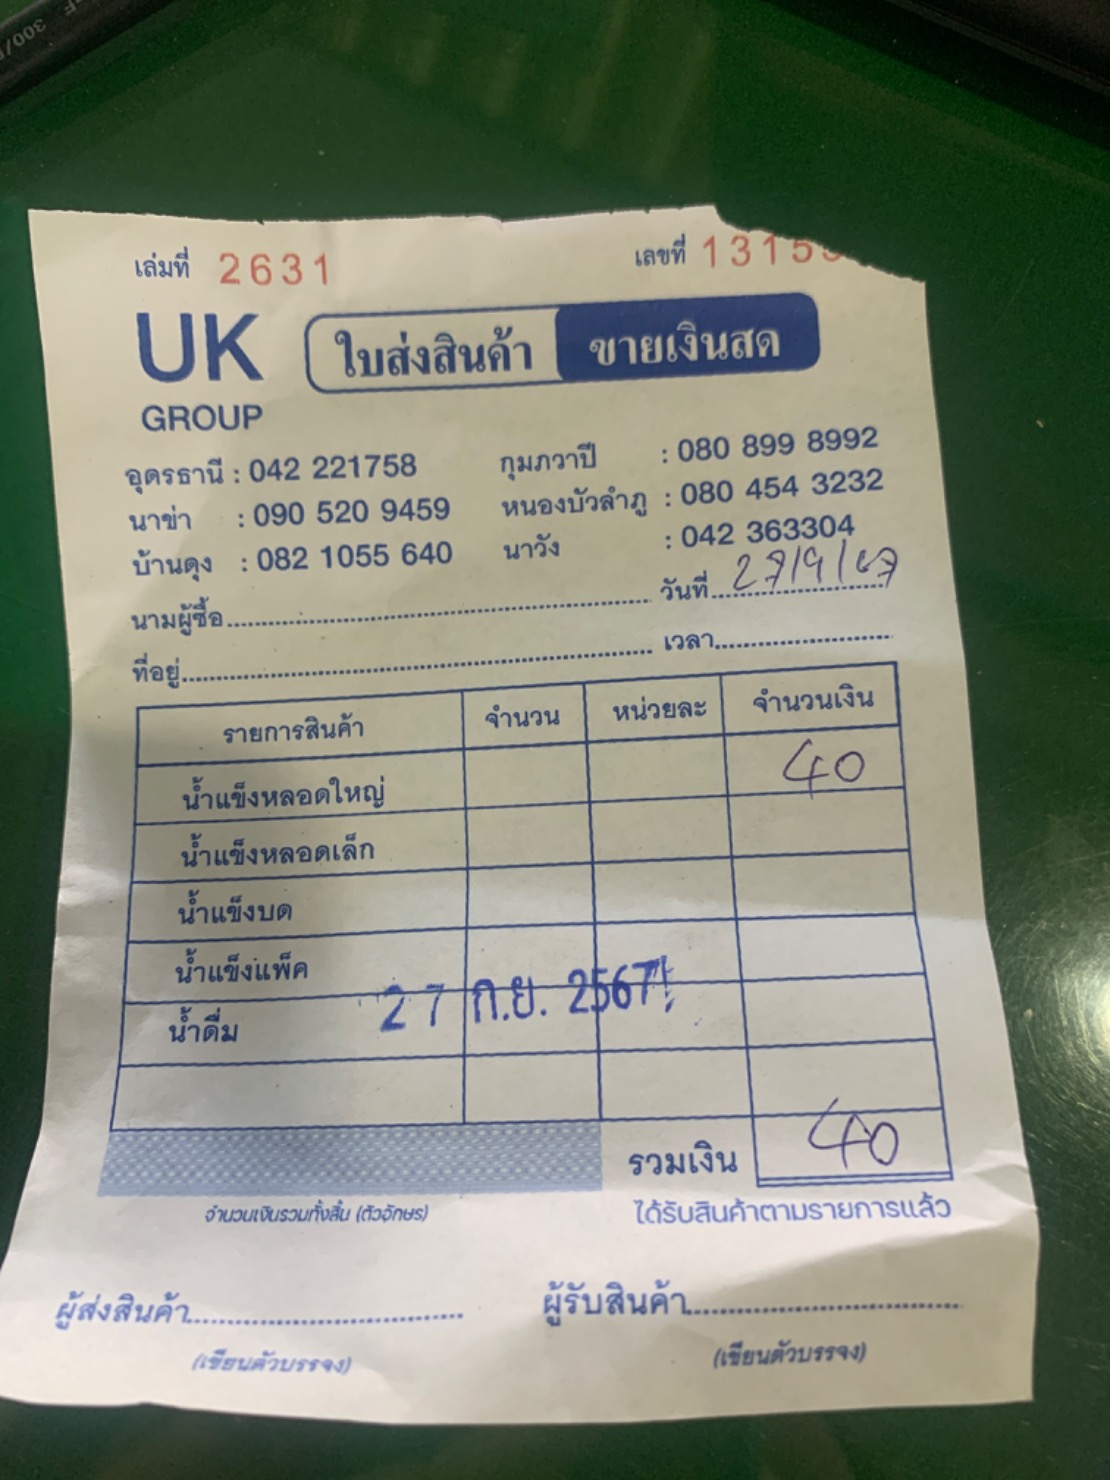 เล่มที่ 2631 เลขที่ 1315
UK ใบส่งสินค้า ขายเงินสด
GROUP
อุดรธานี : 042 221758 กุมภวาปี : 080 899 8992
นาข่า : 090 520 9459 หนองบัวลำภู : 080 454 3232
บ้านดุง : 082 1055 640 นาวัง : 042 363304
นามผู้ซื้อ วันที่ 27/9/67
ที่อยู่ เวลา
รายการสินค้า จำนวน หน่วยละ จำนวนเงิน
น้ำแข็งหลอดใหญ่ 40
น้ำแข็งหลอดเล็ก
น้ำแข็งบด
น้ำแข็งแพ็ค
27 ก.ย. 2567
น้ำดื่ม
รวมเงิน 40
จำนวนเงินรวมทั้งสิ้น (ตัวอักษร) ได้รับสินค้าตามรายการแล้ว
ผู้ส่งสินค้า ผู้รับสินค้า
(เขียนตัวบรรจง) (เขียนตัวบรรจง)